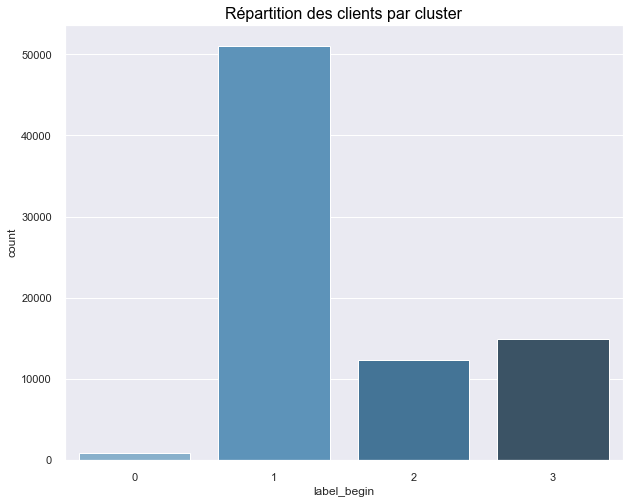 Répartition des clients par cluster
50000
40000
30000
20000
10000
0
count
0 1 2 3
label_begin